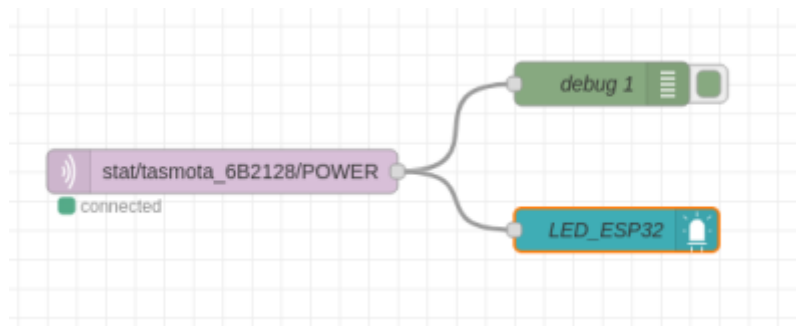 debug 1
stat/tasmota_6B2128/POWER
connected
LED_ESP32